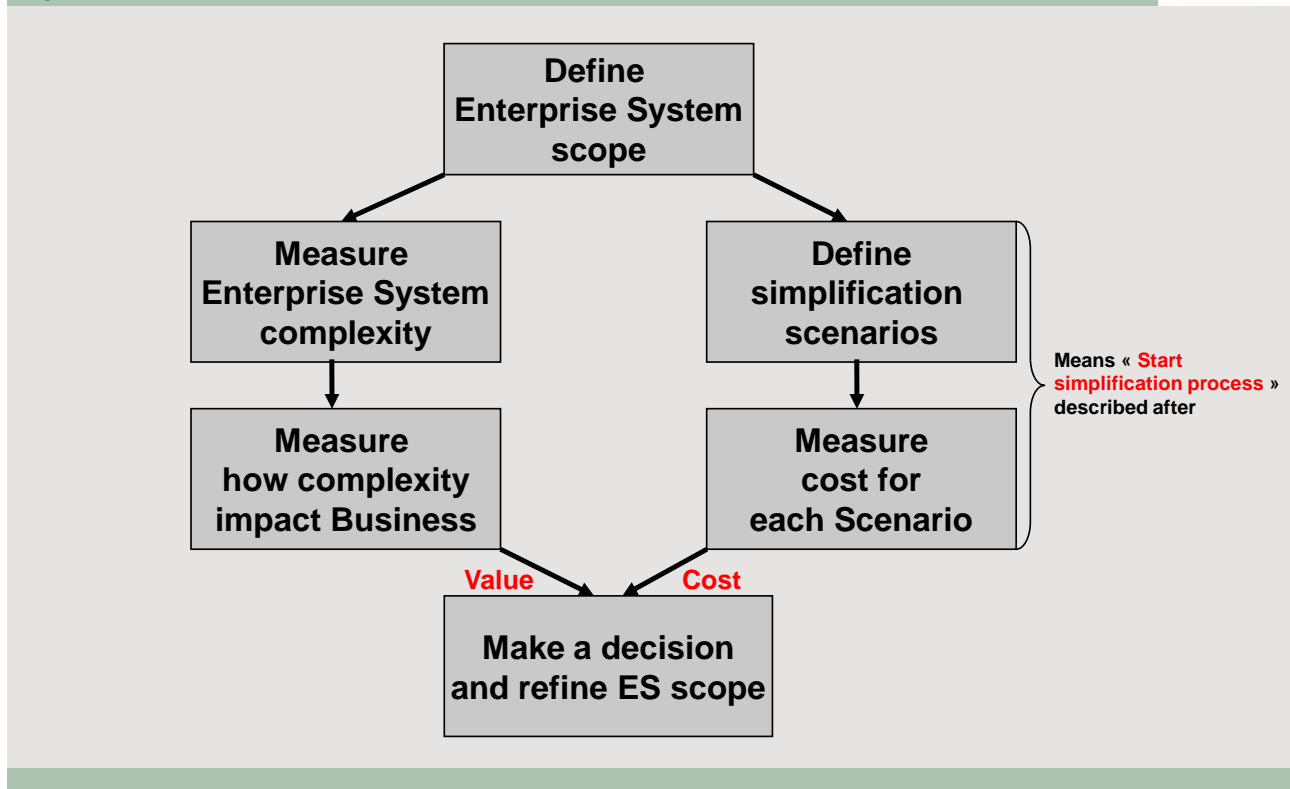 Define
Enterprise System
scope
Measure
Enterprise System
complexity
Define
simplification
scenarios
Means « Start
simplification process »
described after
Measure
how complexity
impact Business
Measure
cost for
each Scenario
Value
Cost
Make a decision
and refine ES scope